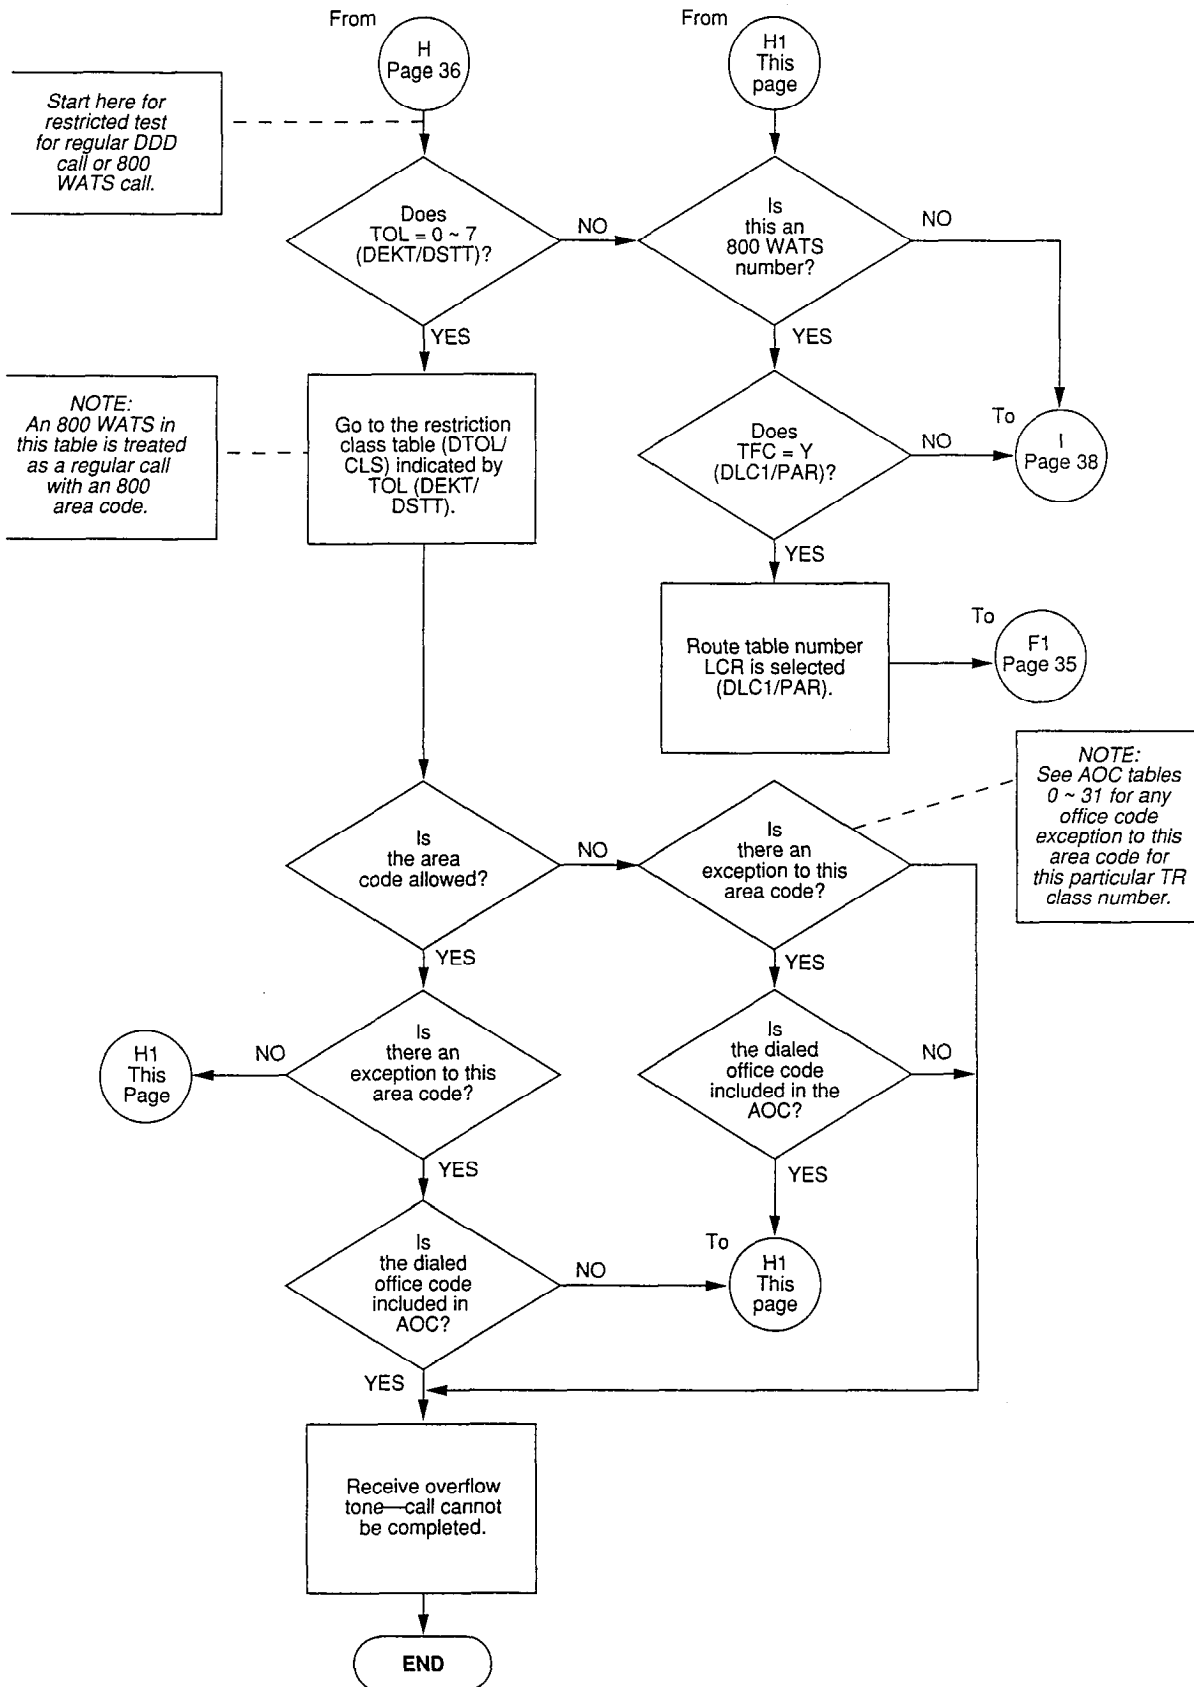 From
H
Page 36
From
H1
This
page
Start here for
restricted test
for regular DDD
call or 800
WATS call.
Does
TOL = 0 ~ 7
(DEKT/DSTT)?
NO
Is
this an
800 WATS
number?
NO
YES
YES
NOTE:
An 800 WATS in
this table is treated
as a regular call
with an 800
area code.
Go to the restriction
class table (DTOL/
CLS) indicated by
TOL (DEKT/
DSTT).
Does
TFC = Y
(DLC1/PAR)?
NO
To
I
Page 38
YES
Route table number
LCR is selected
(DLC1/PAR).
To
F1
Page 35
NOTE:
See AOC tables
0 ~ 31 for any
office code
exception to this
area code for
this particular TR
class number.
Is
the area
code allowed?
NO
Is
there an
exception to this
area code?
YES
YES
H1
This
Page
NO
Is
there an
exception to this
area code?
Is
the dialed
office code
included in the
AOC?
NO
YES
YES
Is
the dialed
office code
included in
AOC?
NO
To
H1
This
page
YES
Receive overflow
tone—call cannot
be completed.
END